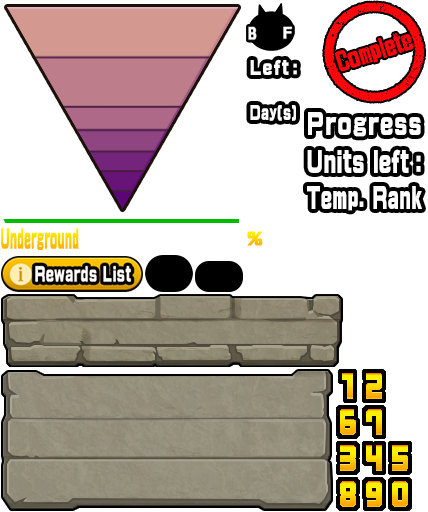 B F
Complete
Left:
Day(s)
Progress
Units left:
Temp. Rank
Underground %
i Rewards List
1 2
6 7
3 4 5
8 9 0